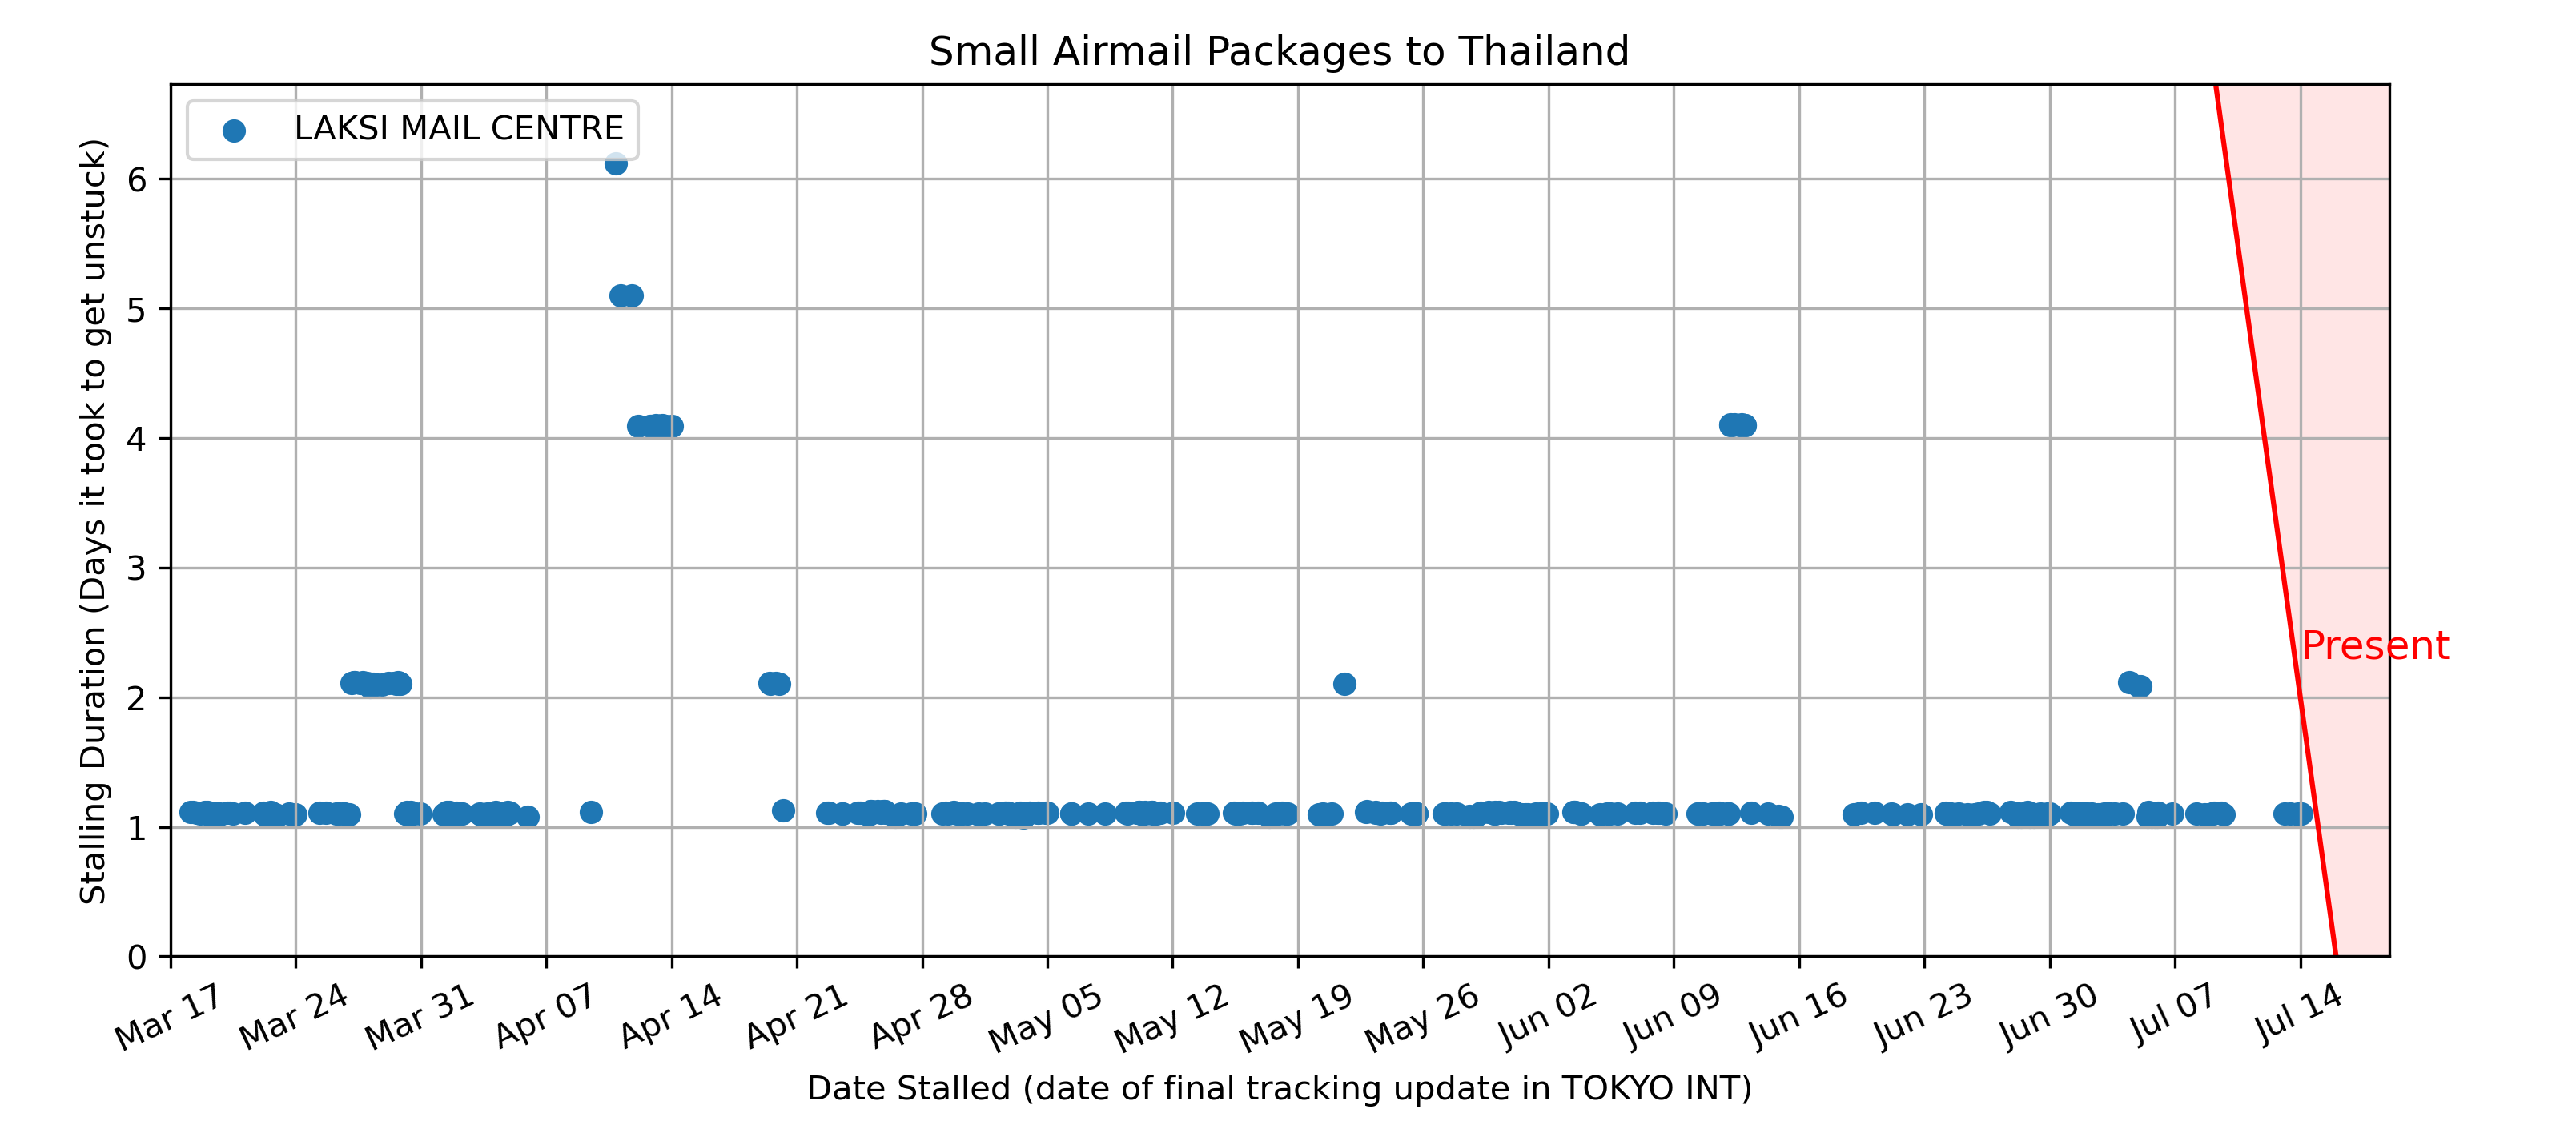 Small Airmail Packages to Thailand
LAKSI MAIL CENTRE
Stalling Duration (Days it took to get unstuck)
6
5
4
3
2
1
0
Present
Mar 17
Mar 24
Mar 31
Apr 07
Apr 14
Apr 21
Apr 28
May 05
May 12
May 19
May 26
Jun 02
Jun 09
Jun 16
Jun 23
Jun 30
Jul 07
Jul 14
Date Stalled (date of final tracking update in TOKYO INT)